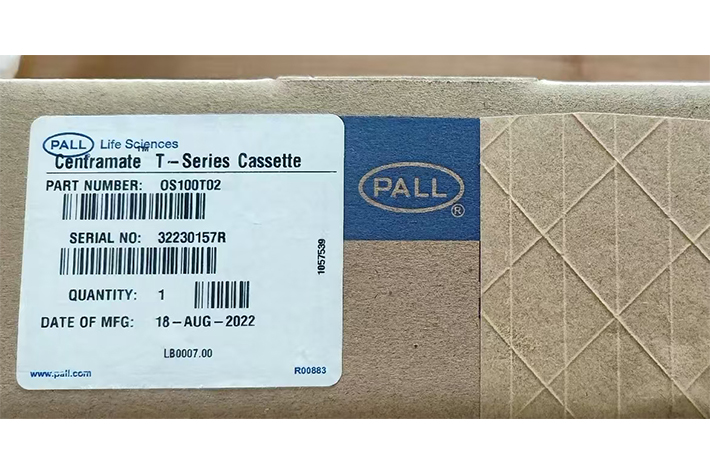 PALL Life Sciences
Centramate™ T-Series Cassette
PART NUMBER: OS100T02
SERIAL NO: 32230157R
1057539
QUANTITY: 1
DATE OF MFG: 18-AUG-2022
LB0007.00
www.pall.com R00883
PALL®